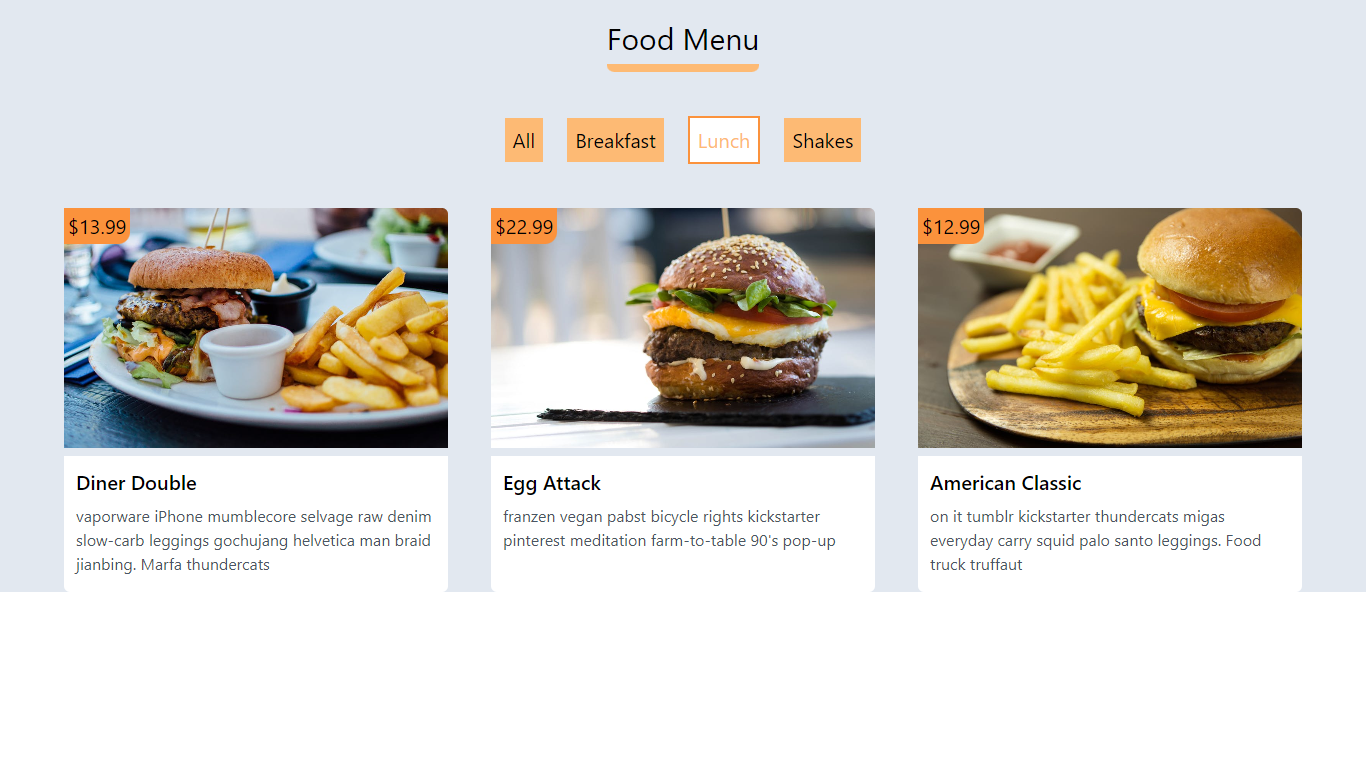 Food Menu
All
Breakfast
Lunch
Shakes
$13.99
$22.99
$12.99
Diner Double
vaporware iPhone mumblecore selvage raw denim
slow-carb leggings gochujang helvetica man braid
jianbing. Marfa thundercats
Egg Attack
franzen vegan pabst bicycle rights kickstarter
pinterest meditation farm-to-table 90's pop-up
American Classic
on it tumblr kickstarter thundercats migas
everyday carry squid palo santo leggings. Food
truck truffaut